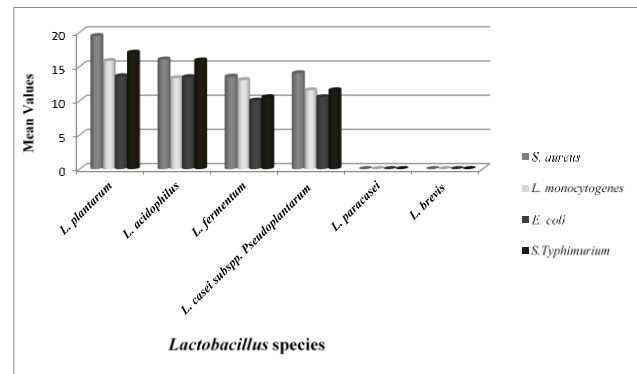 Mean Values
20
15
10
5
0
L. plantarum
L. acidophilus
L. fermentum
L. casei subspp. Pseudoplantarum
L. paracasei
L. brevis
Lactobacillus species
S. aureus
L. monocytogenes
E. coli
S.Typhimurium